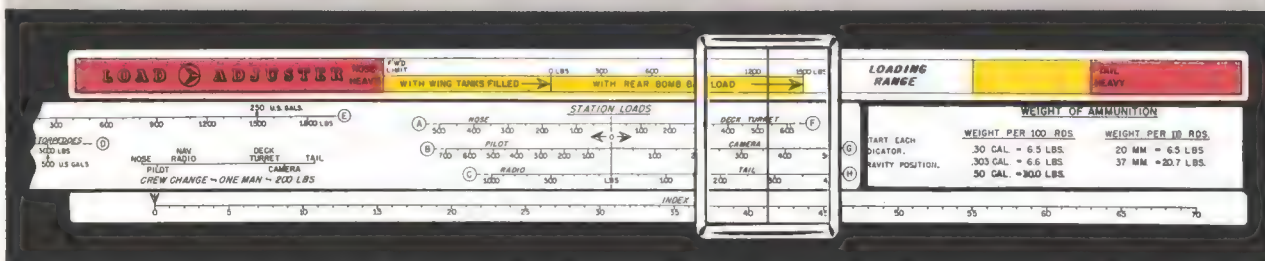 LOAD ADJUSTER
NOSE HEAVY
F'W'D LIMIT
0 LBS 300 600 1200 1500 LBS
WITH WING TANKS FILLED
WITH REAR BOMB BAY LOAD
LOADING RANGE
TAIL HEAVY
250 U.S. GALS.
300 600 900 1200 1500 1800 LBS E
TORPEDOES D
500 LBS
500 U.S GALS
NOSE NAV RADIO DECK TURRET TAIL
PILOT CAMERA
CREW CHANGE ONE MAN 200 LBS
STATION LOADS
A NOSE DECK TURRET F
500 400 300 200 100 0 100 200 400 500 600
B PILOT CAMERA G
700 600 500 400 300 200 100 100 300 400
C RADIO TAIL H
1000 500 LBS 100 200 300
START EACH
DICATOR.
RAVITY POSITION.
WEIGHT OF AMMUNITION
WEIGHT PER 100 RDS WEIGHT PER 10 RDS.
.30 CAL. = 6.5 LBS. 20 MM = 6.5 LBS
.303 CAL. = 6.6 LBS 37 MM = 20.7 LBS.
50 CAL. = 30.0 LBS.
INDEX
0 5 10 15 20 25 30 35 40 45 50 55 60 65 70